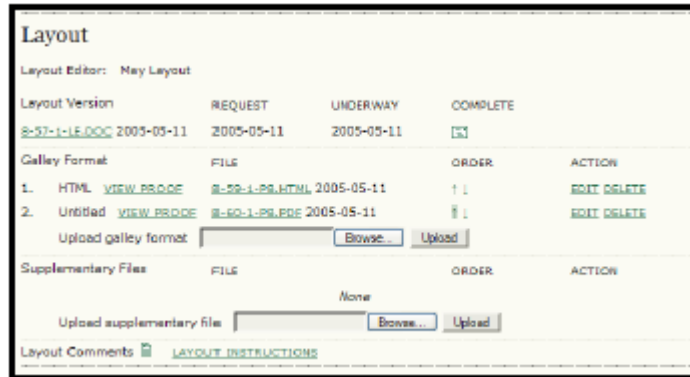 Layout
Layout Editor: May Layout
Layout Version REQUEST UNDERWAY COMPLETE
8-57-1-LE.DOC 2005-05-11 2005-05-11 2005-05-11
Galley Format FILE ORDER ACTION
1. HTML VIEW PROOF 8-59-1-PB.HTML 2005-05-11 ↑ ↓ EDIT DELETE
2. Untitled VIEW PROOF 8-60-1-PB.PDF 2005-05-11 ↑ ↓ EDIT DELETE
Upload galley format Browse... Upload
Supplementary Files FILE ORDER ACTION
None
Upload supplementary file Browse... Upload
Layout Comments LAYOUT INSTRUCTIONS